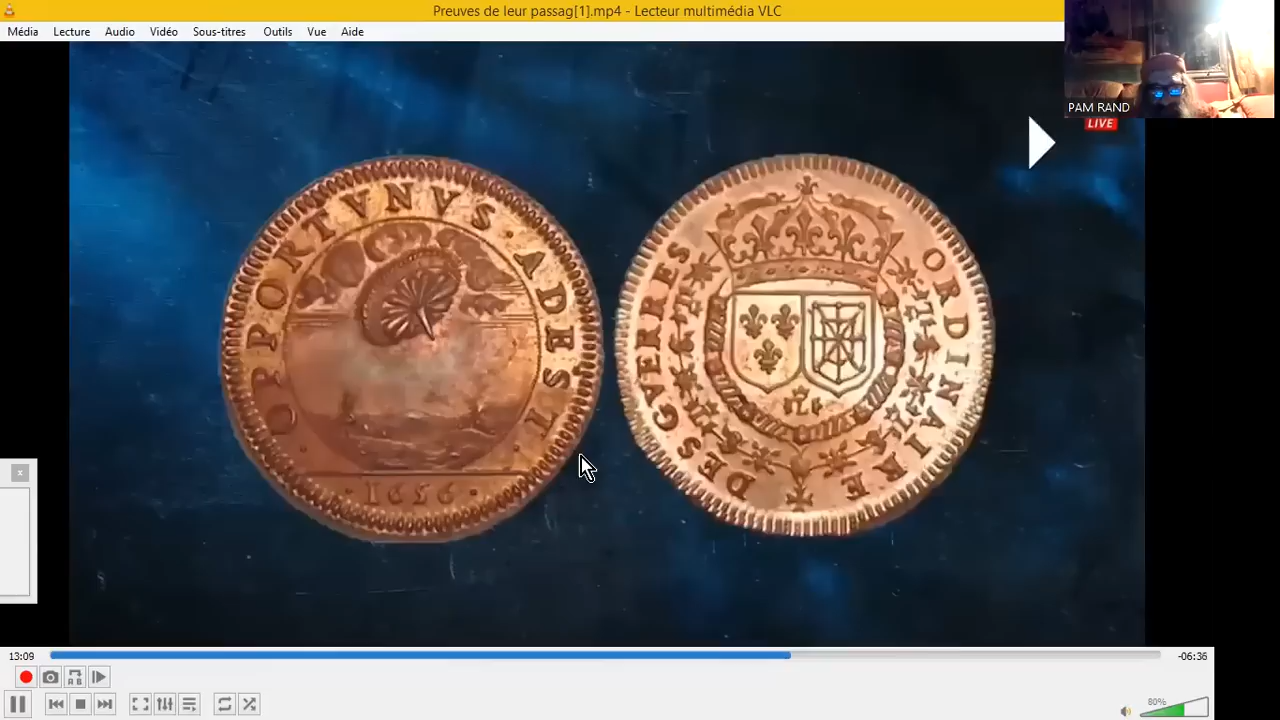 Preuves de leur passag[1].mp4 - Lecteur multimédia VLC
Média Lecture Audio Vidéo Sous-titres Outils Vue Aide
PAM RAND
LIVE
OPPORTVNVS · ADEST ·
· 1656 ·
ORDINAIRE DES GVERRES
L
13:09
-06:36
80%